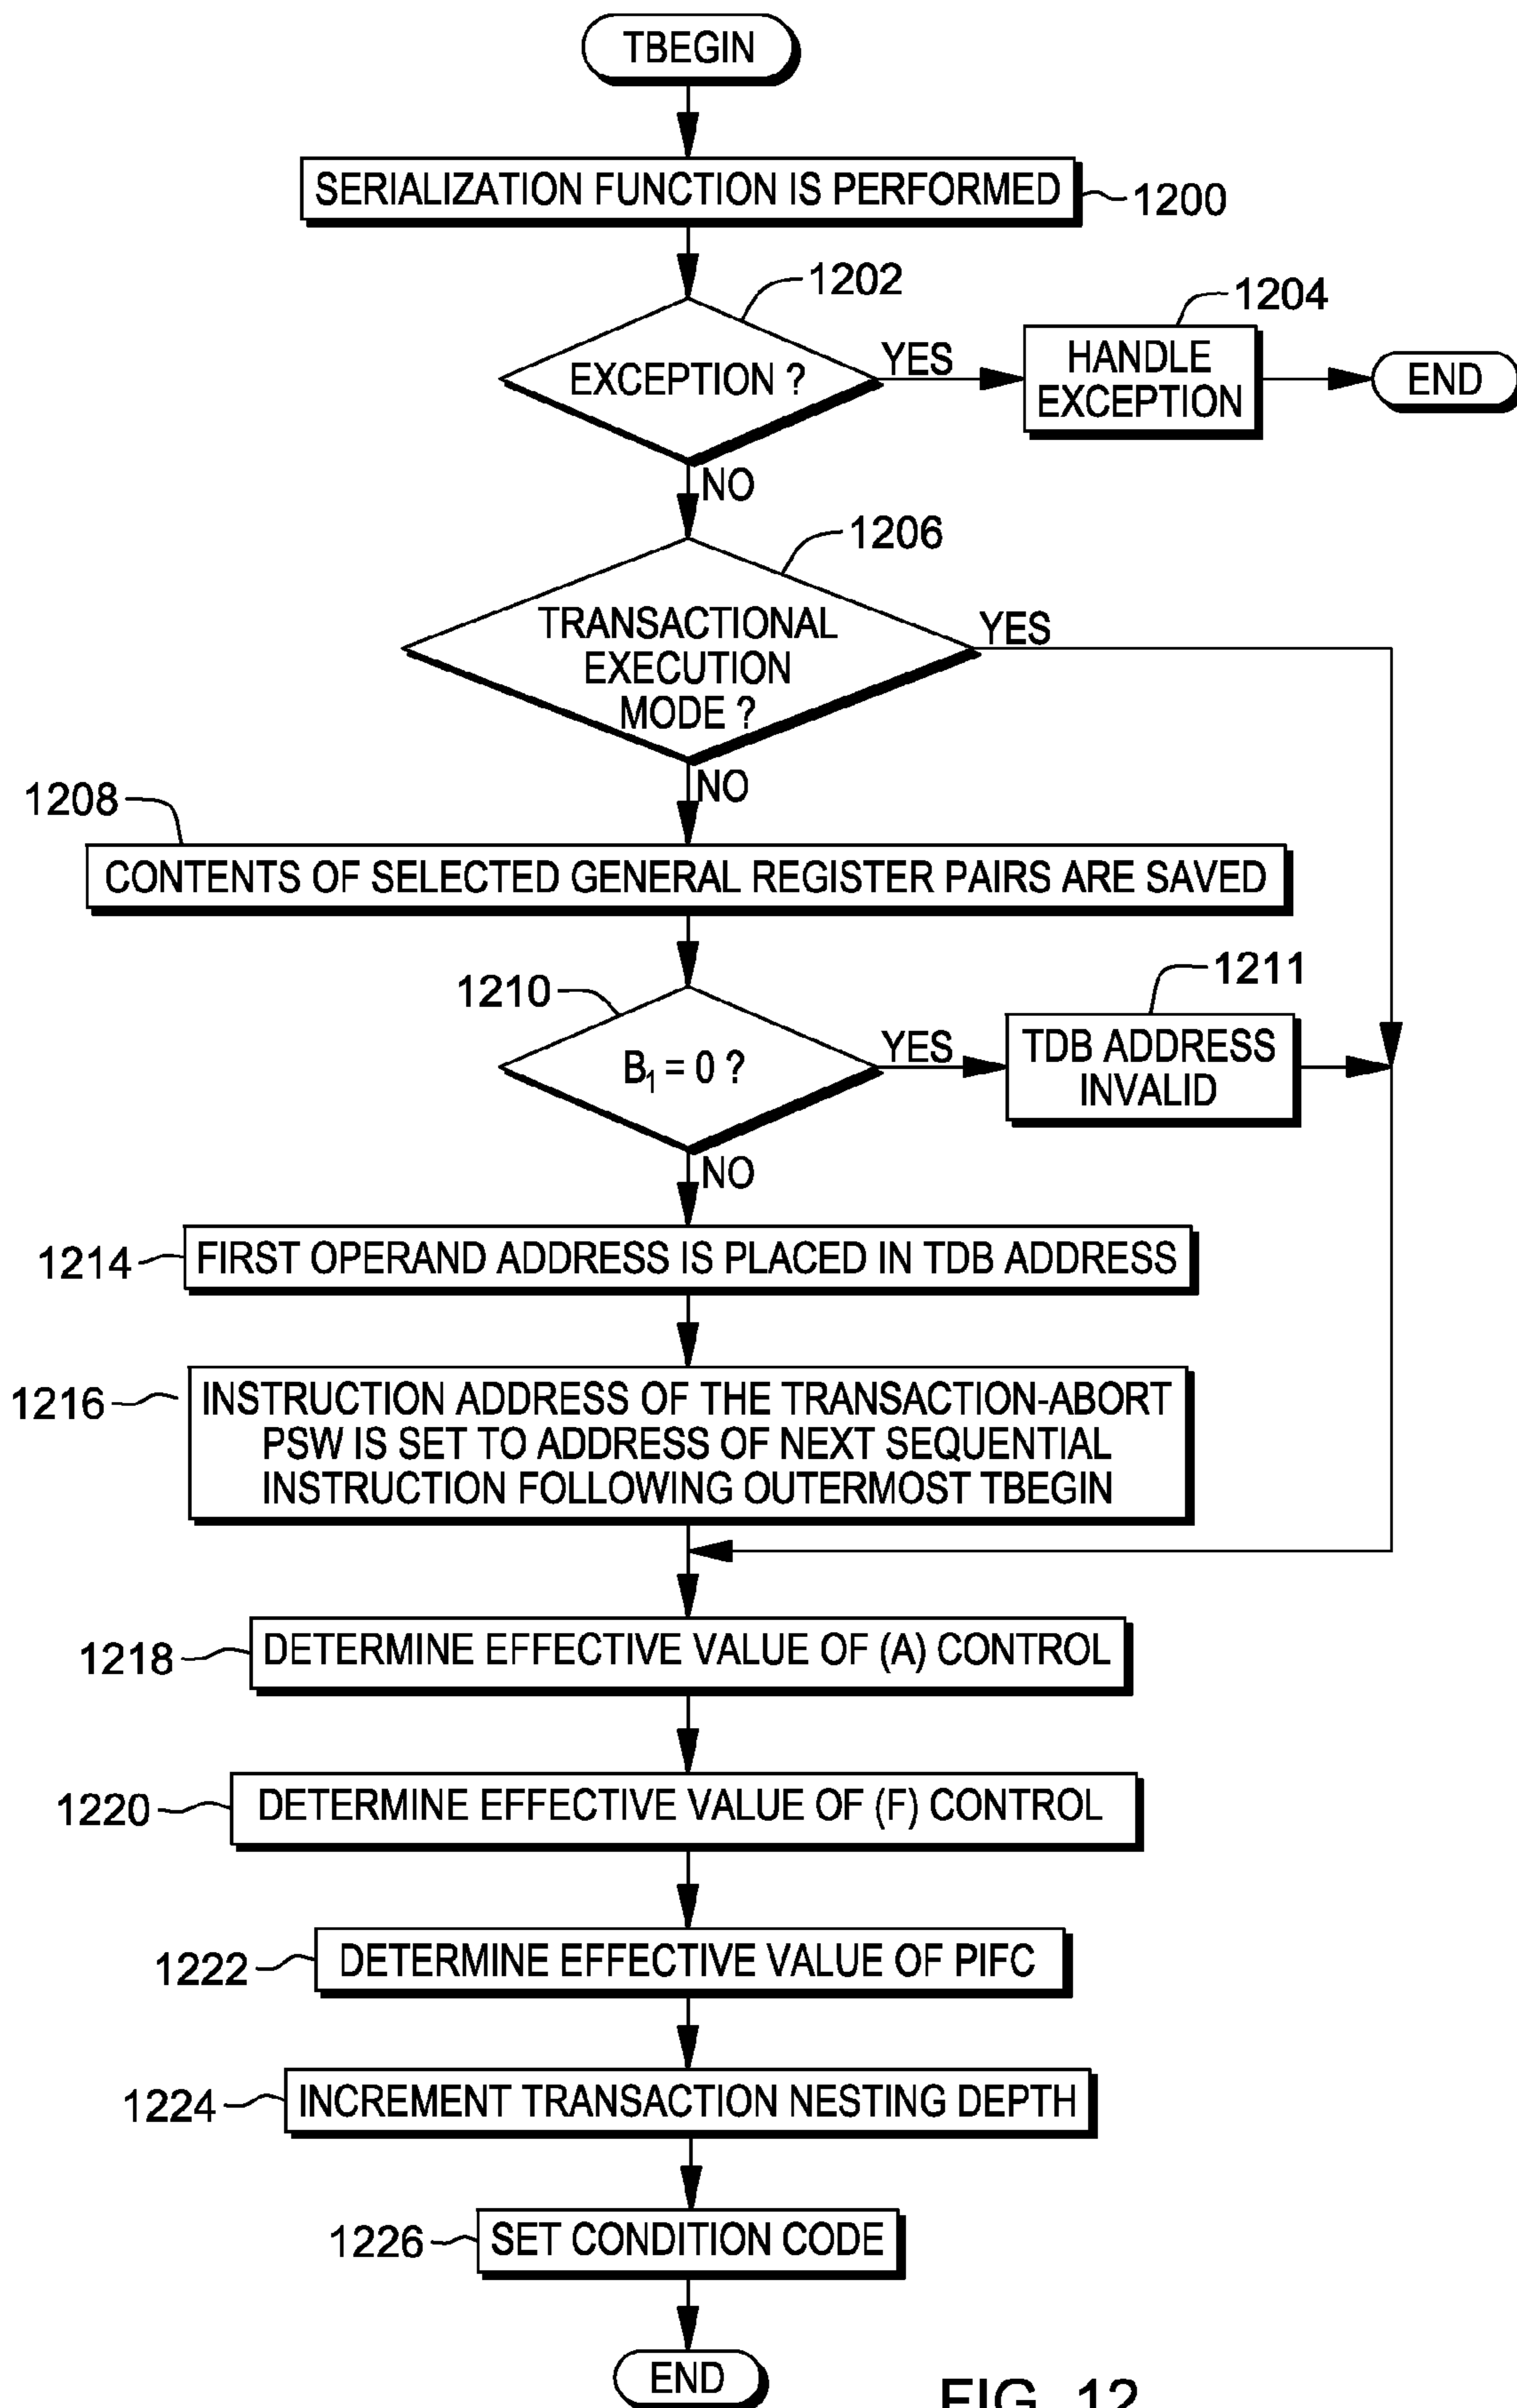 TBEGIN
SERIALIZATION FUNCTION IS PERFORMED
1200
1202
1204
EXCEPTION ?
YES
HANDLE
EXCEPTION
END
NO
1206
TRANSACTIONAL
EXECUTION
MODE ?
YES
NO
1208
CONTENTS OF SELECTED GENERAL REGISTER PAIRS ARE SAVED
1210
1211
B1 = 0 ?
YES
TDB ADDRESS
INVALID
NO
1214
FIRST OPERAND ADDRESS IS PLACED IN TDB ADDRESS
1216
INSTRUCTION ADDRESS OF THE TRANSACTION-ABORT
PSW IS SET TO ADDRESS OF NEXT SEQUENTIAL
INSTRUCTION FOLLOWING OUTERMOST TBEGIN
1218
DETERMINE EFFECTIVE VALUE OF (A) CONTROL
1220
DETERMINE EFFECTIVE VALUE OF (F) CONTROL
1222
DETERMINE EFFECTIVE VALUE OF PIFC
1224
INCREMENT TRANSACTION NESTING DEPTH
1226
SET CONDITION CODE
END
FIG. 12